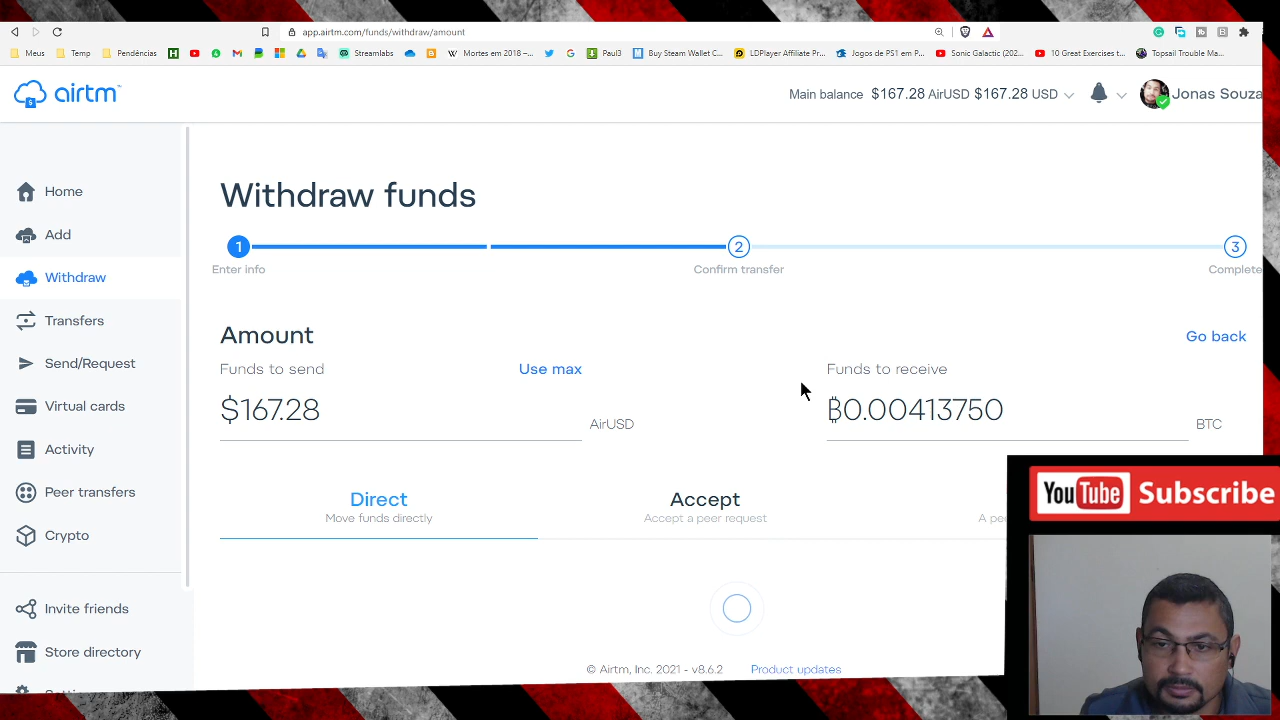 app.airtm.com/funds/withdraw/amount
Meus Temp Pendências Streamlabs Mortes em 2018 –... Paul3 Buy Steam Wallet C... LDPlayer Affiliate Pr... Jogos de PS1 em P... Sonic Galactic (202... 10 Great Exercises t... Topsail Trouble Ma...
airtm Main balance $167.28 AirUSD $167.28 USD Jonas Souza
Home
Add
Withdraw
Transfers
Send/Request
Virtual cards
Activity
Peer transfers
Crypto
Invite friends
Store directory
Withdraw funds
1 2 3
Enter info Confirm transfer Complete
Amount Go back
Funds to send Use max Funds to receive
$167.28 AirUSD ₿0.00413750 BTC
Direct Accept
Move funds directly Accept a peer request
© Airtm, Inc. 2021 - v8.6.2 Product updates
YouTube Subscribe